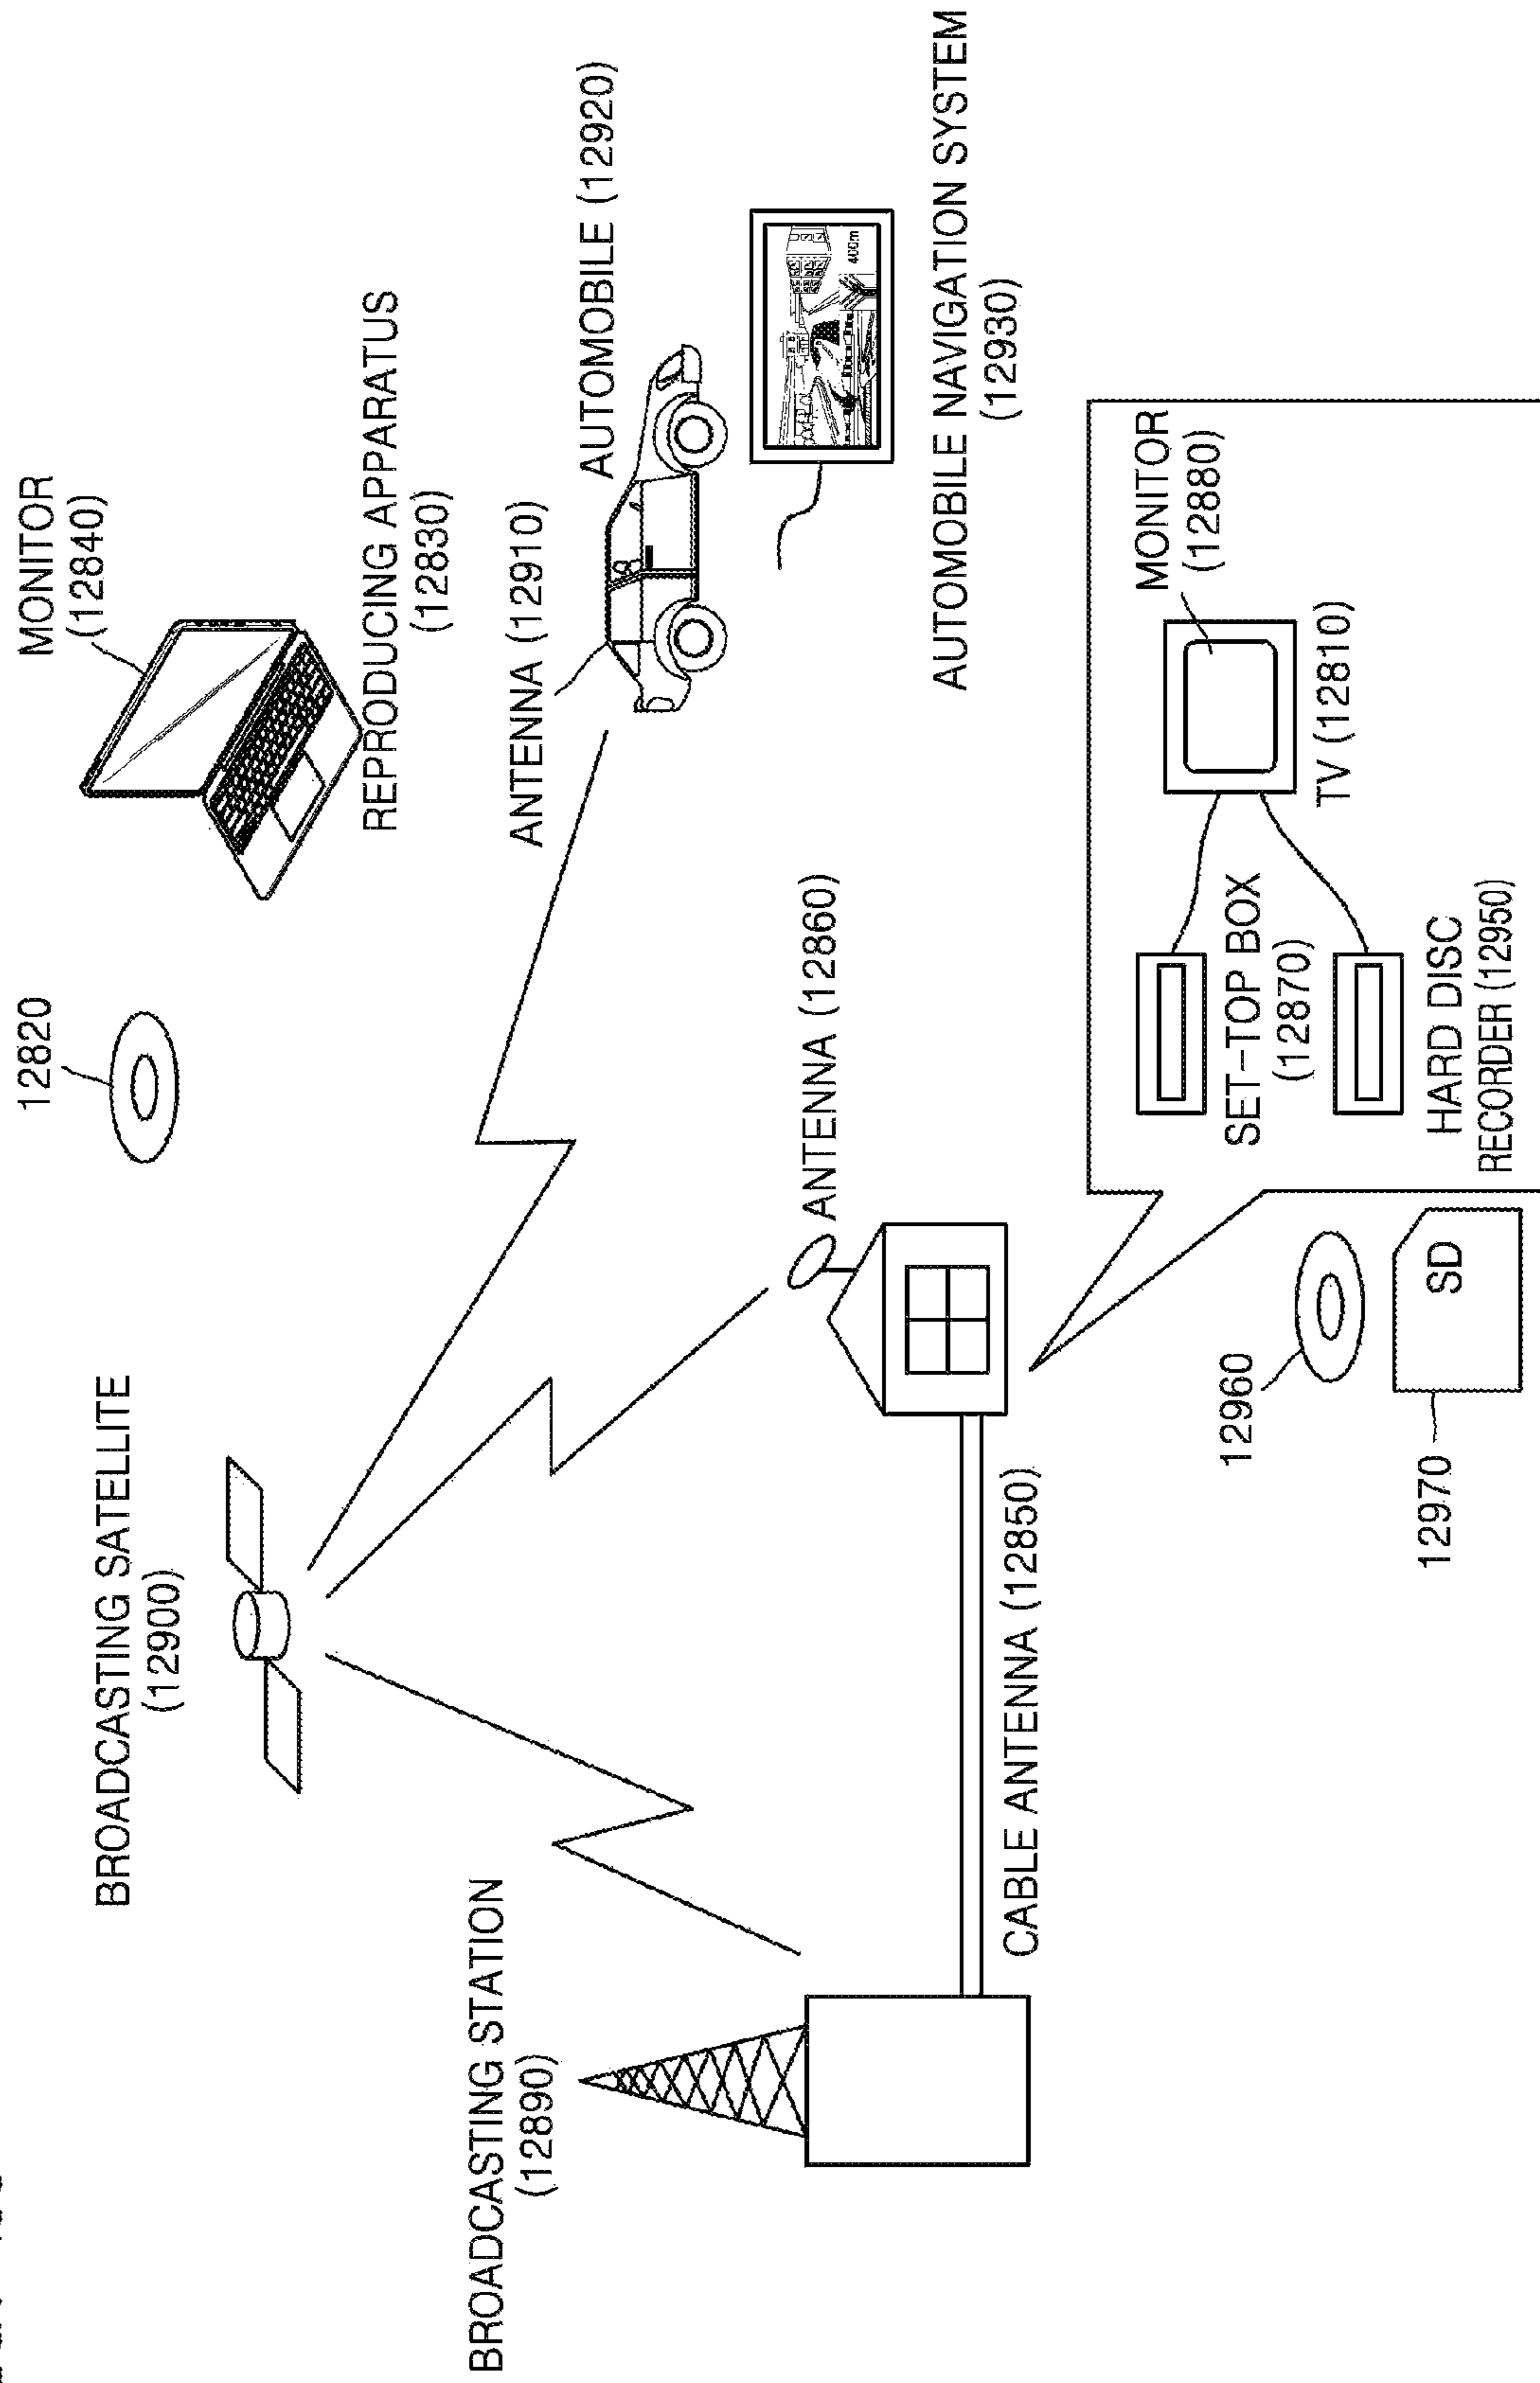 MONITOR
(12840)
12820
REPRODUCING APPARATUS
(12830)
BROADCASTING SATELLITE
(12900)
ANTENNA (12910)
AUTOMOBILE (12920)
400m
AUTOMOBILE NAVIGATION SYSTEM
(12930)
BROADCASTING STATION
(12890)
ANTENNA (12860)
CABLE ANTENNA (12850)
MONITOR
(12880)
SET-TOP BOX
(12870)
TV (12810)
HARD DISC
RECORDER (12950)
12960
SD
12970